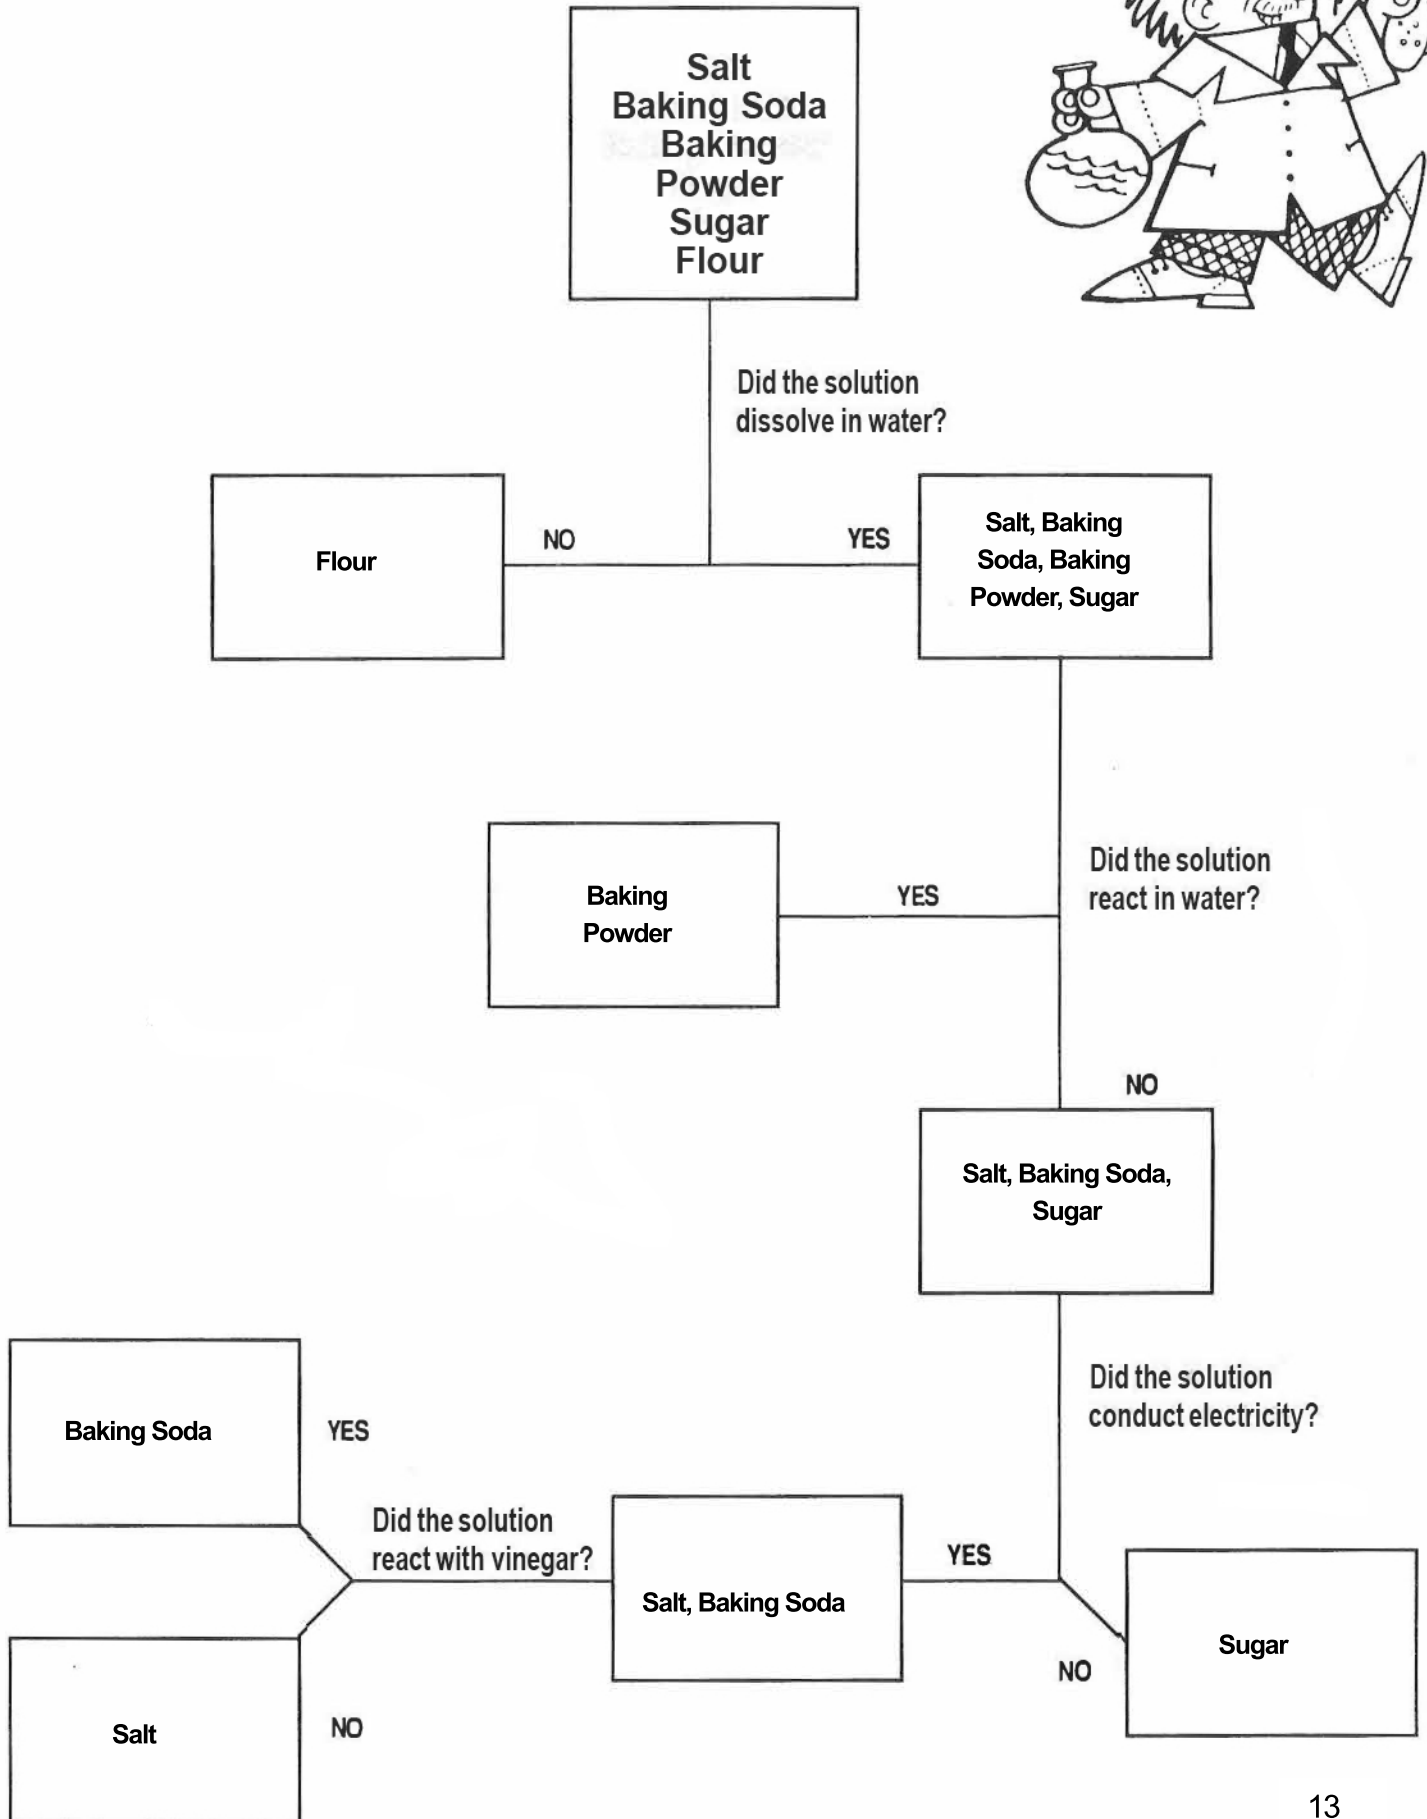 Salt
Baking Soda
Baking
Powder
Sugar
Flour
Did the solution
dissolve in water?
Flour
NO
YES
Salt, Baking
Soda, Baking
Powder, Sugar
Baking
Powder
YES
Did the solution
react in water?
NO
Salt, Baking Soda,
Sugar
Did the solution
conduct electricity?
Baking Soda
YES
Did the solution
react with vinegar?
Salt, Baking Soda
YES
Sugar
NO
Salt
NO
13